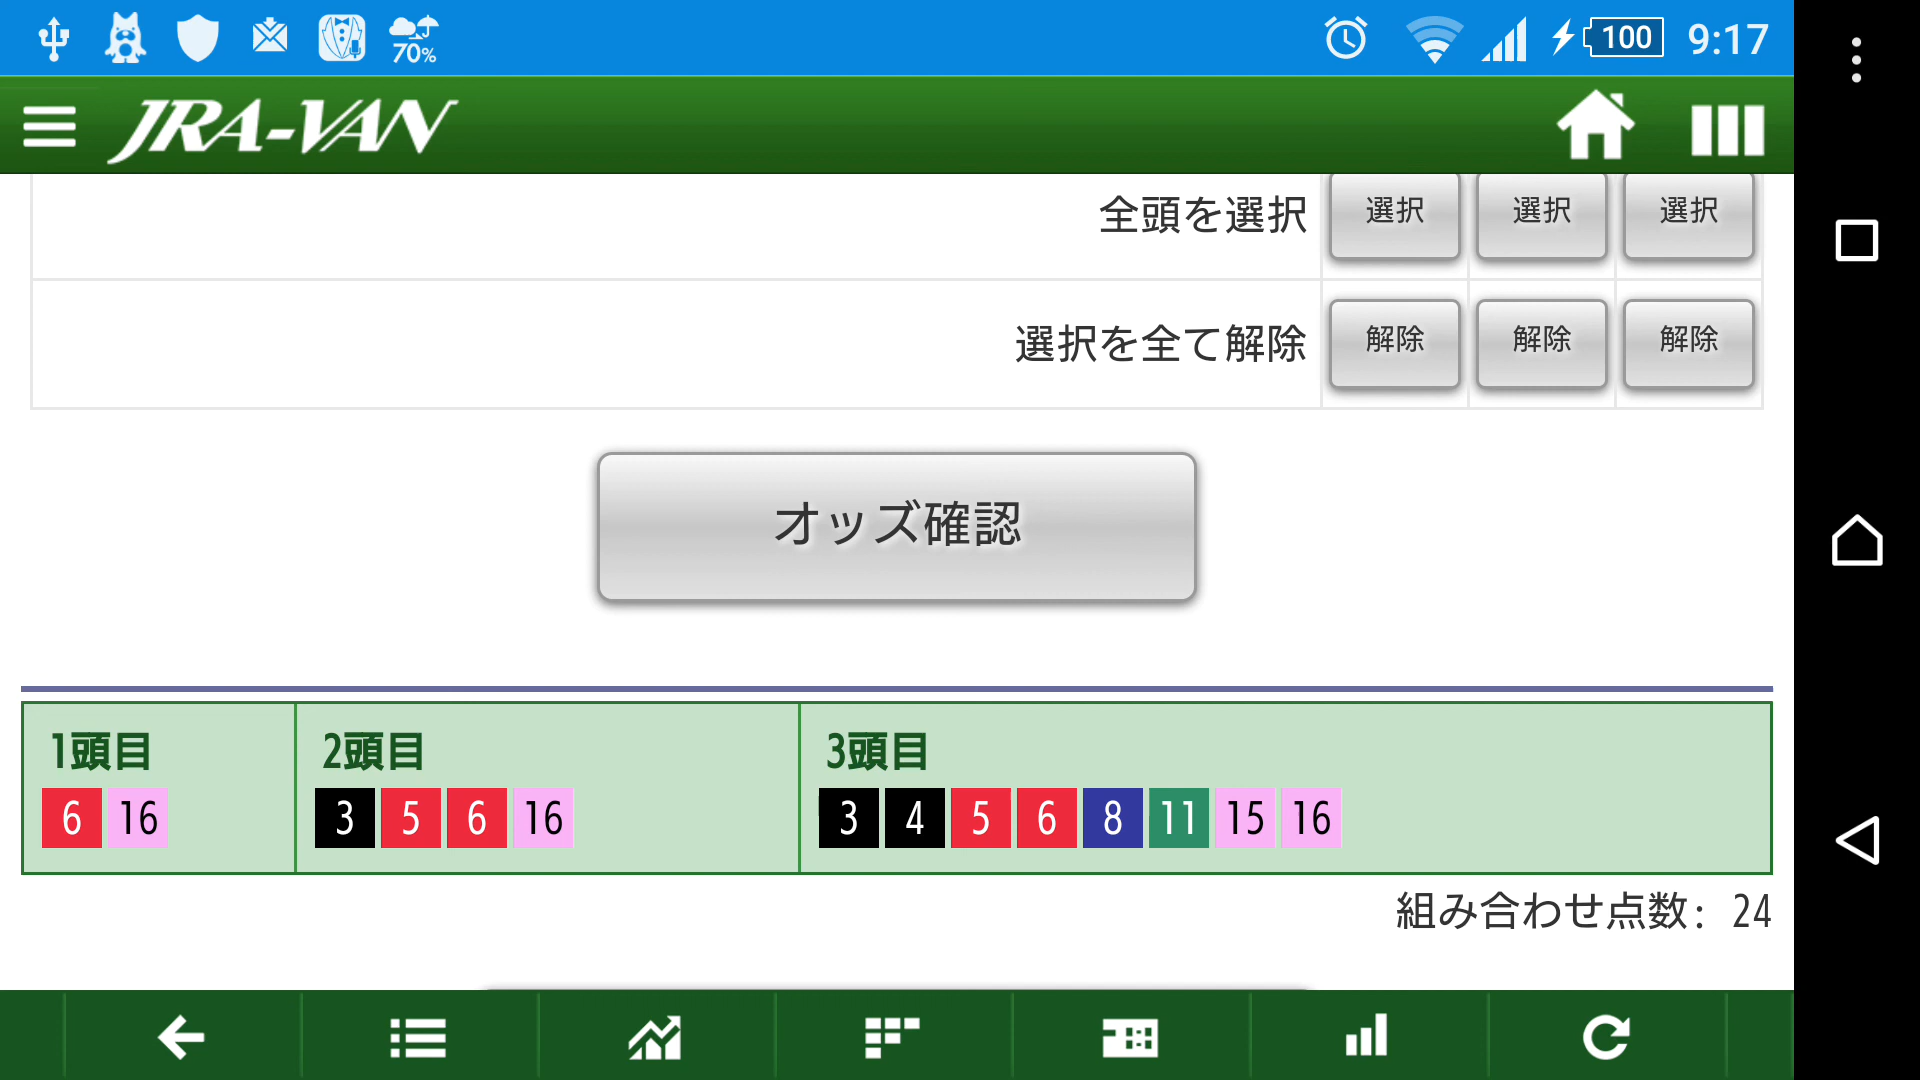 70%
100 9:17
JRA-VAN
全頭を選択 選択 選択 選択
選択を全て解除 解除 解除 解除
オッズ確認
1頭目 2頭目 3頭目
6 16 3 5 6 16 3 4 5 6 8 11 15 16
組み合わせ点数: 24